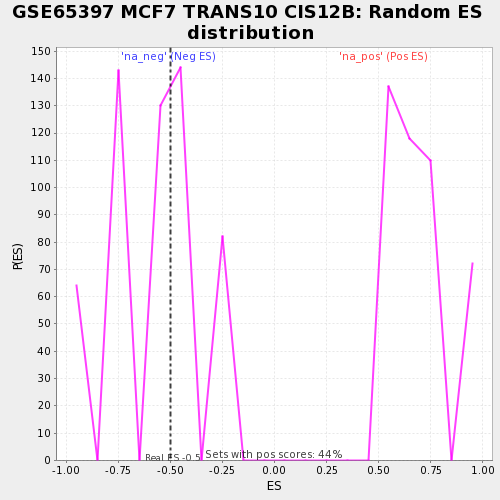 GSE65397 MCF7 TRANS10 CIS12B: Random ES
distribution
'na_neg' (Neg ES)
'na_pos' (Pos ES)
150
140
130
120
110
100
90
80
70
60
50
40
30
20
10
0
P(ES)
Real ES -0.5
Sets with pos scores: 44%
-1.00 -0.75 -0.50 -0.25 0.00 0.25 0.50 0.75 1.00
ES